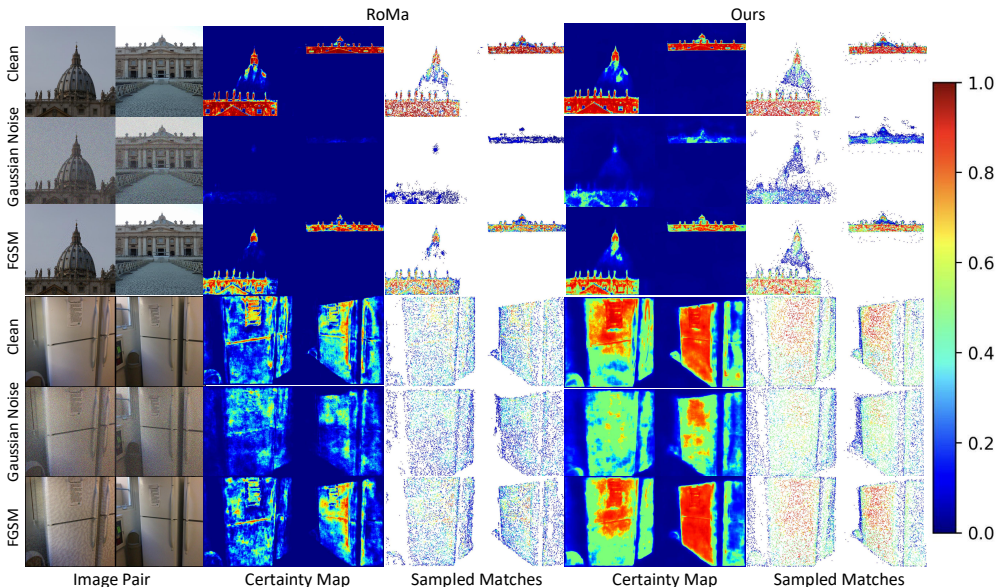 RoMa Ours
Clean
Gaussian Noise
FGSM
Clean
Gaussian Noise
FGSM
1.0
0.8
0.6
0.4
0.2
0.0
Image Pair Certainty Map Sampled Matches Certainty Map Sampled Matches